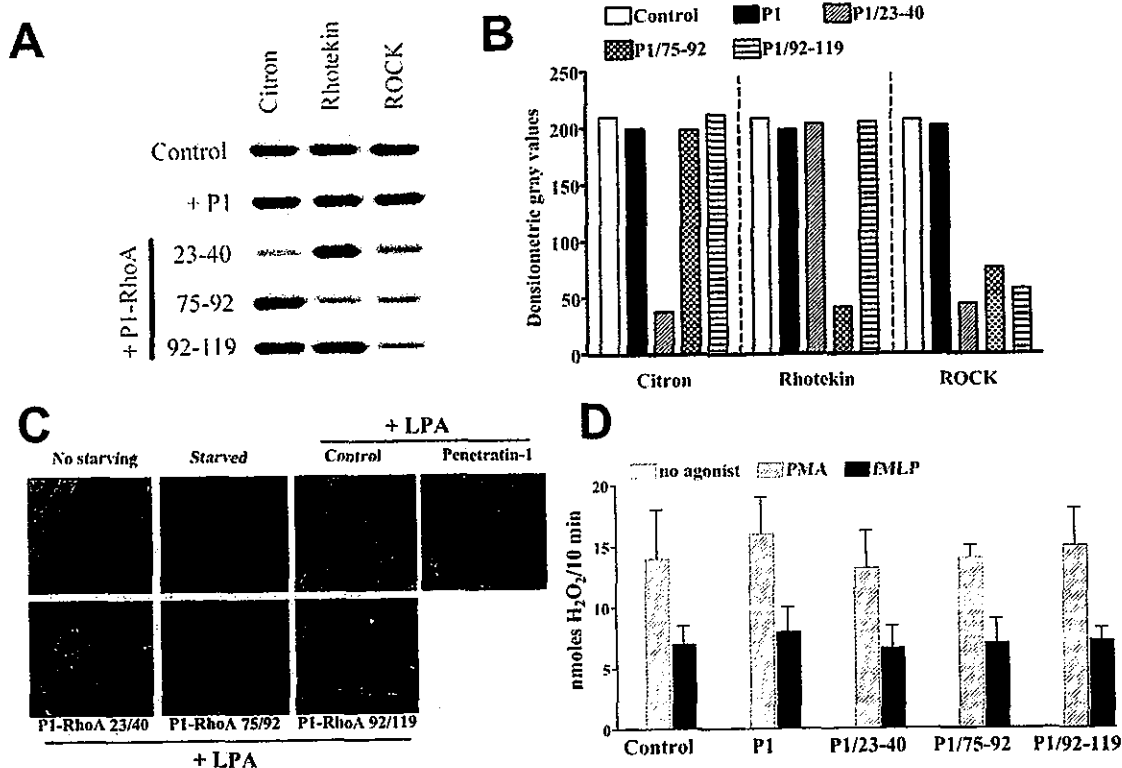 A
Citron
Rhotekin
ROCK
Control
+ P1
23-40
75-92
92-119
+ P1-RhoA
B
Control
P1
P1/23-40
P1/75-92
P1/92-119
Densitometric gray values
250
200
150
100
50
0
Citron
Rhotekin
ROCK
C
+ LPA
No starving
Starved
Control
Penetratin-1
P1-RhoA 23/40
P1-RhoA 75/92
P1-RhoA 92/119
+ LPA
D
no agonist
PMA
fMLP
nmoles H2O2/10 min
20
15
10
5
0
Control
P1
P1/23-40
P1/75-92
P1/92-119